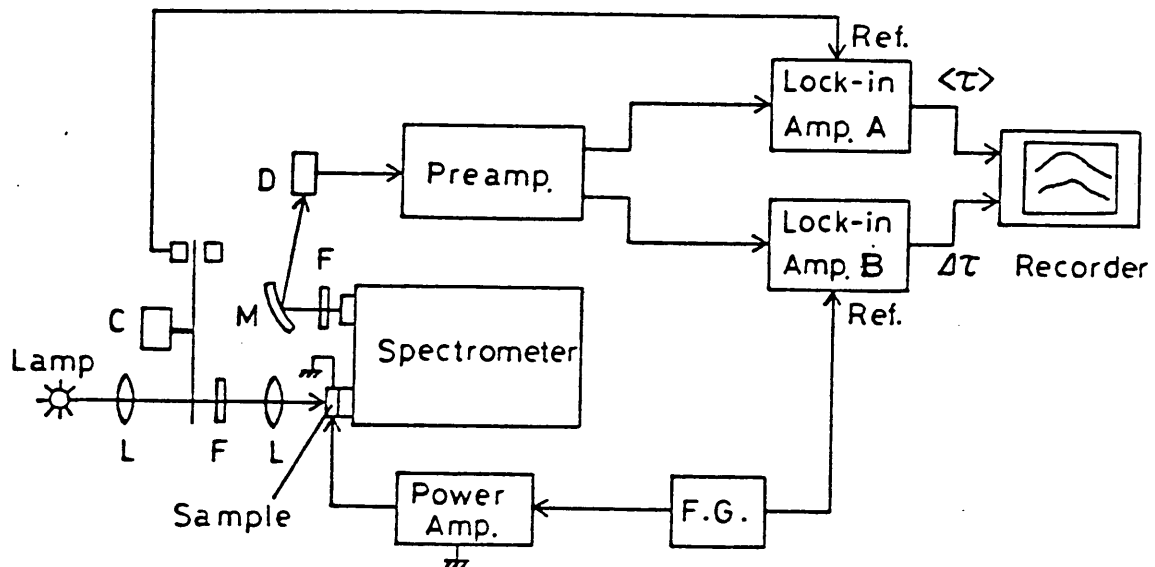 Ref.
Lock-in
Amp. A
<τ>
D
Preamp.
Lock-in
Amp. B
Δτ
Recorder
Ref.
F
M
C
Spectrometer
Lamp
L
F
L
Sample
Power
Amp.
F.G.